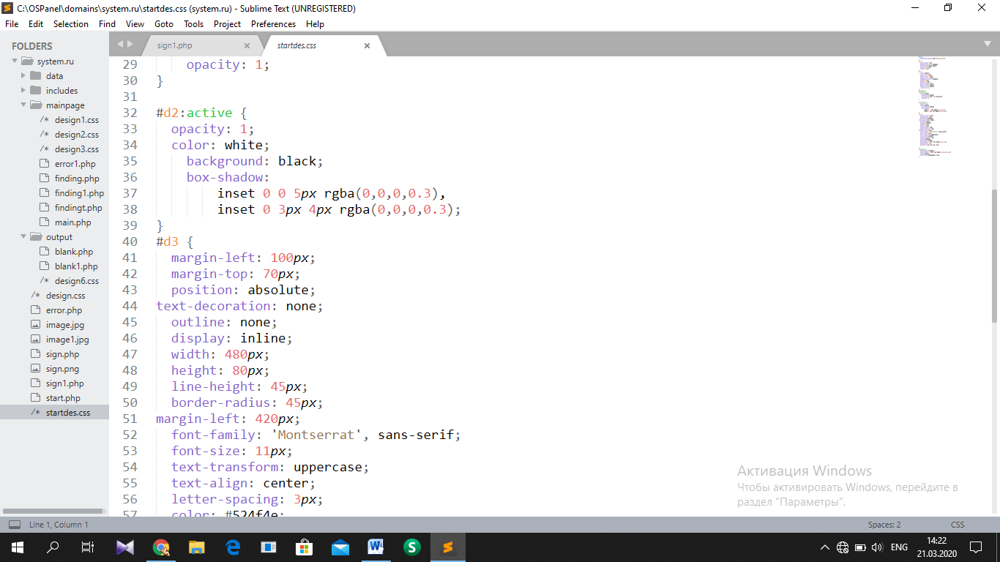 C:\OSPanel\domains\system.ru\startdes.css (system.ru) - Sublime Text (UNREGISTERED)
File Edit Selection Find View Goto Tools Project Preferences Help
FOLDERS
system.ru
data
includes
mainpage
/* design1.css
/* design2.css
/* design3.css
error1.php
finding.php
finding1.php
findingt.php
main.php
output
blank.php
blank1.php
/* design6.css
/* design.css
error.php
image.jpg
image1.jpg
sign.php
sign.png
sign1.php
start.php
/* startdes.css
sign1.php × startdes.css ×
29 opacity: 1;
30 }
31
32 #d2:active {
33 opacity: 1;
34 color: white;
35 background: black;
36 box-shadow:
37 inset 0 0 5px rgba(0,0,0,0.3),
38 inset 0 3px 4px rgba(0,0,0,0.3);
39 }
40 #d3 {
41 margin-left: 100px;
42 margin-top: 70px;
43 position: absolute;
44 text-decoration: none;
45 outline: none;
46 display: inline;
47 width: 480px;
48 height: 80px;
49 line-height: 45px;
50 border-radius: 45px;
51 margin-left: 420px;
52 font-family: 'Montserrat', sans-serif;
53 font-size: 11px;
54 text-transform: uppercase;
55 text-align: center;
56 letter-spacing: 3px;
57 color: #524f4e;
Активация Windows
Чтобы активировать Windows, перейдите в
раздел "Параметры".
Line 1, Column 1 Spaces: 2 CSS
ENG
14:22
21.03.2020